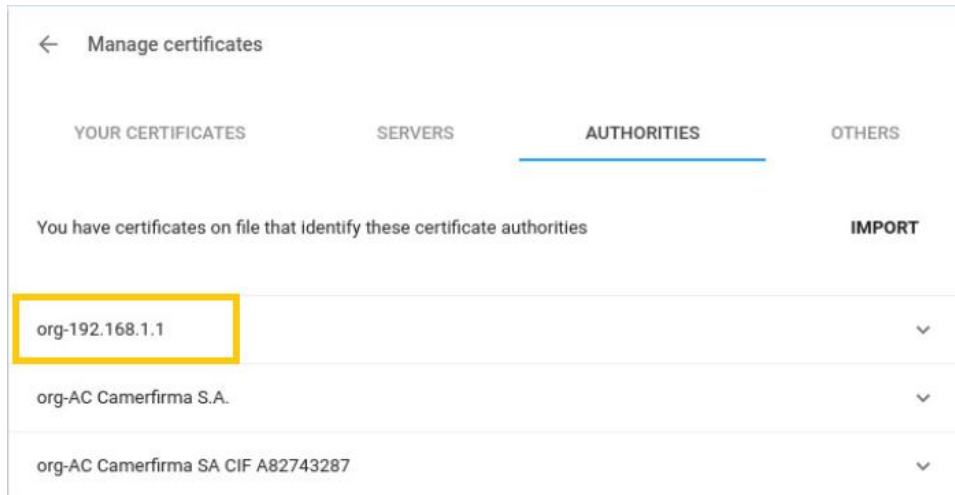 ← Manage certificates
YOUR CERTIFICATES SERVERS AUTHORITIES OTHERS
You have certificates on file that identify these certificate authorities IMPORT
org-192.168.1.1
org-AC Camerfirma S.A.
org-AC Camerfirma SA CIF A82743287